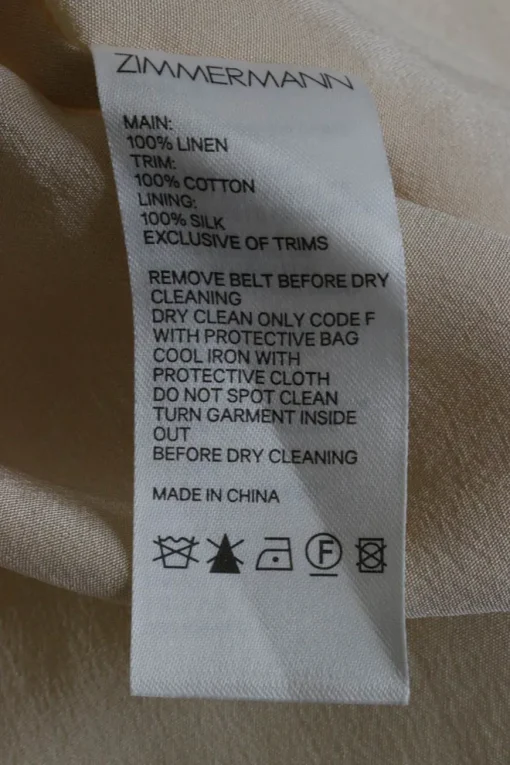 ZIMMERMANN
MAIN:
100% LINEN
TRIM:
100% COTTON
LINING:
100% SILK
EXCLUSIVE OF TRIMS
REMOVE BELT BEFORE DRY
CLEANING
DRY CLEAN ONLY CODE F
WITH PROTECTIVE BAG
COOL IRON WITH
PROTECTIVE CLOTH
DO NOT SPOT CLEAN
TURN GARMENT INSIDE
OUT
BEFORE DRY CLEANING
MADE IN CHINA
F